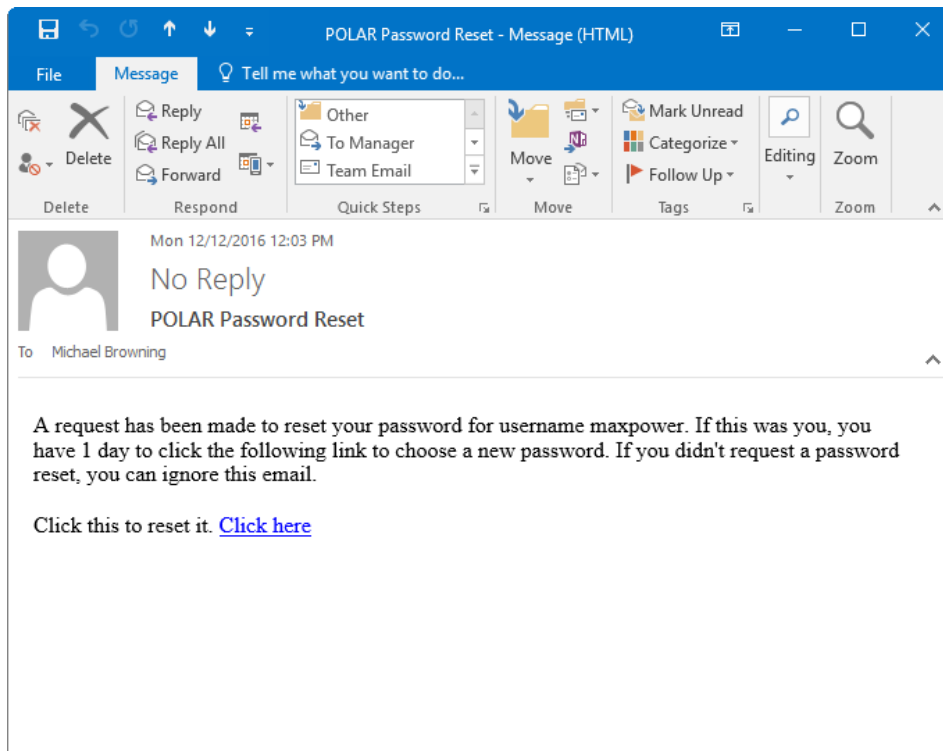 POLAR Password Reset - Message (HTML)
File Message Tell me what you want to do...
Delete
Reply
Reply All
Forward
Other
To Manager
Team Email
Move
Mark Unread
Categorize
Follow Up
Editing
Zoom
Delete Respond Quick Steps Move Tags Zoom
Mon 12/12/2016 12:03 PM
No Reply
POLAR Password Reset
To Michael Browning
A request has been made to reset your password for username maxpower. If this was you, you
have 1 day to click the following link to choose a new password. If you didn't request a password
reset, you can ignore this email.
Click this to reset it. Click here